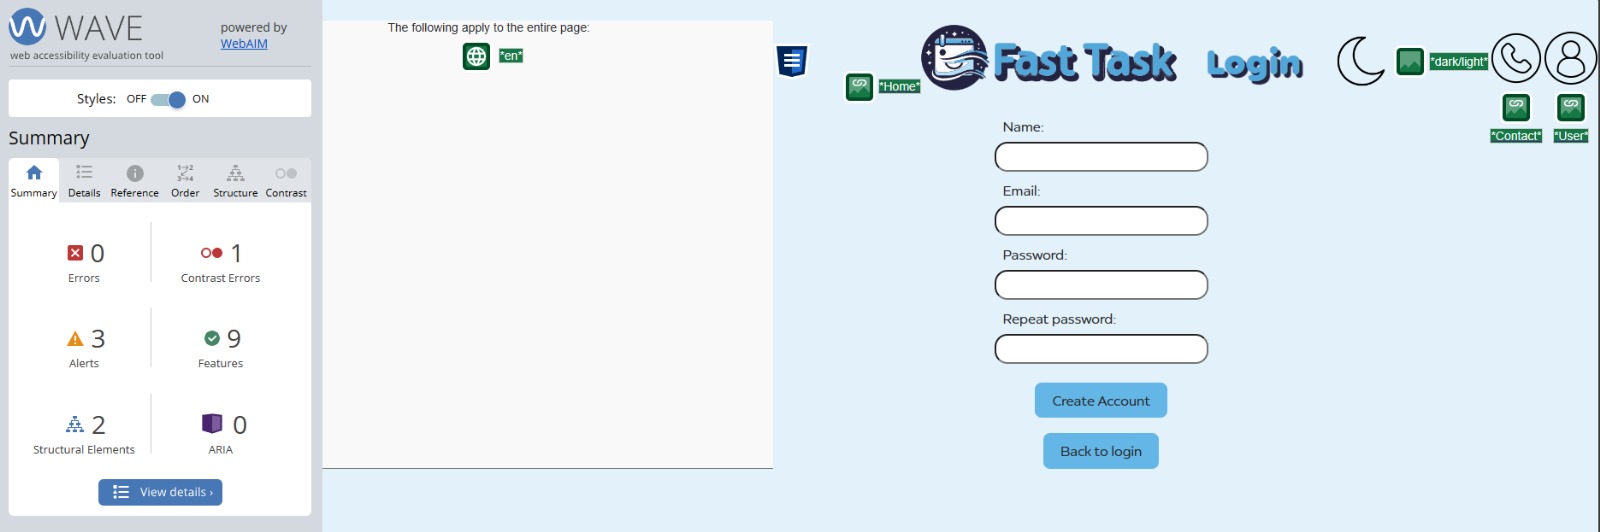 WAVE
web accessibility evaluation tool
powered by
WebAIM
Styles: OFF ON
Summary
Summary Details Reference Order Structure Contrast
0
Errors
1
Contrast Errors
3
Alerts
9
Features
2
Structural Elements
0
ARIA
View details ›
The following apply to the entire page:
*en*
*Home*
Fast Task
Login
*dark/light*
*Contact*
*User*
Name:
Email:
Password:
Repeat password:
Create Account
Back to login